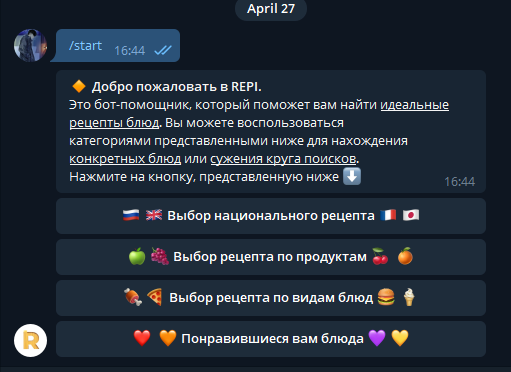 April 27
/start 16:44
🔶 Добро пожаловать в REPI.
Это бот-помощник, который поможет вам найти идеальные
рецепты блюд. Вы можете воспользоваться
категориями представленными ниже для нахождения
конкретных блюд или сужения круга поисков.
Нажмите на кнопку, представленную ниже ⬇️
16:44
🇷🇺 🇬🇧 Выбор национального рецепта 🇫🇷 🇯🇵
🍏 🍇 Выбор рецепта по продуктам 🍒 🍊
🍖 🍕 Выбор рецепта по видам блюд 🍔 🍦
❤️ 🧡 Понравившиеся вам блюда 💜 💛
R